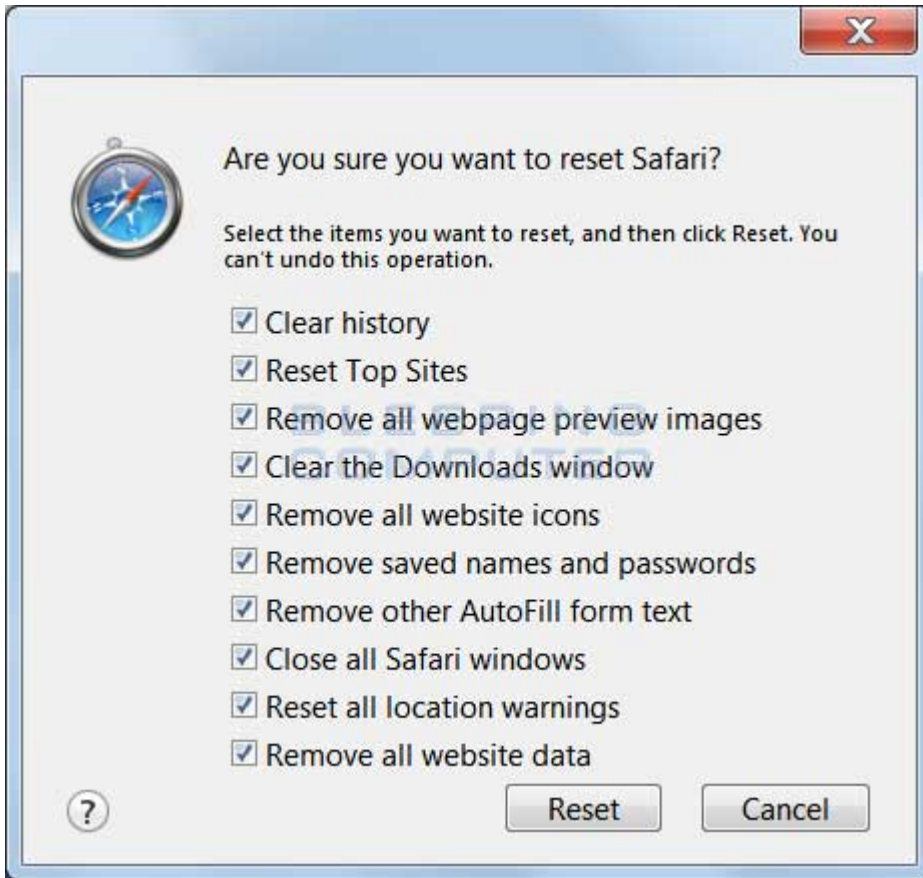 X
Are you sure you want to reset Safari?
Select the items you want to reset, and then click Reset. You
can't undo this operation.
Clear history
Reset Top Sites
Remove all webpage preview images
Clear the Downloads window
Remove all website icons
Remove saved names and passwords
Remove other AutoFill form text
Close all Safari windows
Reset all location warnings
Remove all website data
BLEEPING
COMPUTER
? Reset Cancel